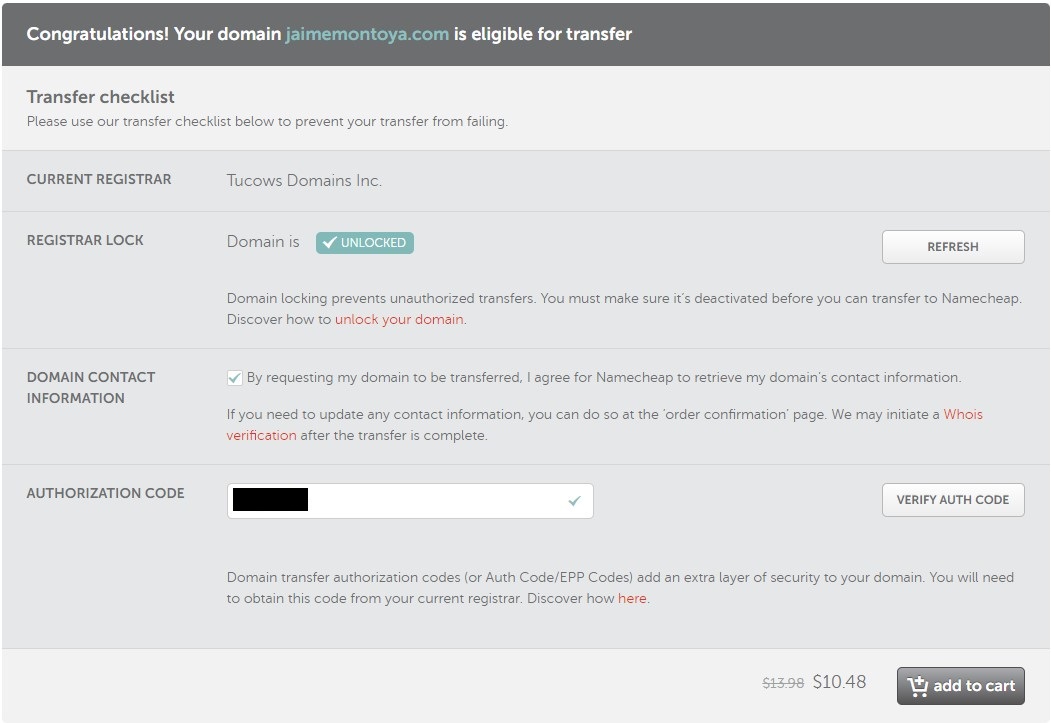 Congratulations! Your domain jaimemontoya.com is eligible for transfer
Transfer checklist
Please use our transfer checklist below to prevent your transfer from failing.
CURRENT REGISTRAR
Tucows Domains Inc.
REGISTRAR LOCK
Domain is UNLOCKED
REFRESH
Domain locking prevents unauthorized transfers. You must make sure it's deactivated before you can transfer to Namecheap.
Discover how to unlock your domain.
DOMAIN CONTACT
INFORMATION
By requesting my domain to be transferred, I agree for Namecheap to retrieve my domain's contact information.
If you need to update any contact information, you can do so at the 'order confirmation' page. We may initiate a Whois
verification after the transfer is complete.
AUTHORIZATION CODE
VERIFY AUTH CODE
Domain transfer authorization codes (or Auth Code/EPP Codes) add an extra layer of security to your domain. You will need
to obtain this code from your current registrar. Discover how here.
$13.98 $10.48
add to cart